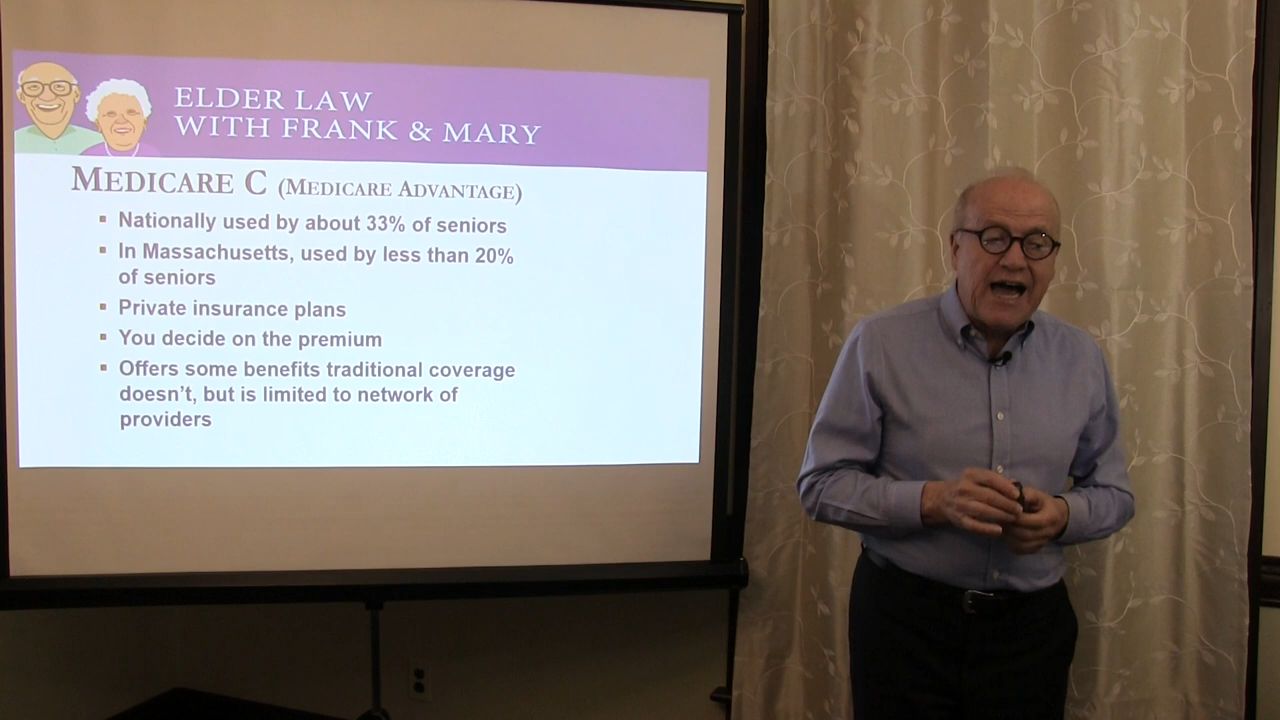 ELDER LAW
WITH FRANK & MARY
MEDICARE C (MEDICARE ADVANTAGE)
▪ Nationally used by about 33% of seniors
▪ In Massachusetts, used by less than 20%
of seniors
▪ Private insurance plans
▪ You decide on the premium
▪ Offers some benefits traditional coverage
doesn't, but is limited to network of
providers